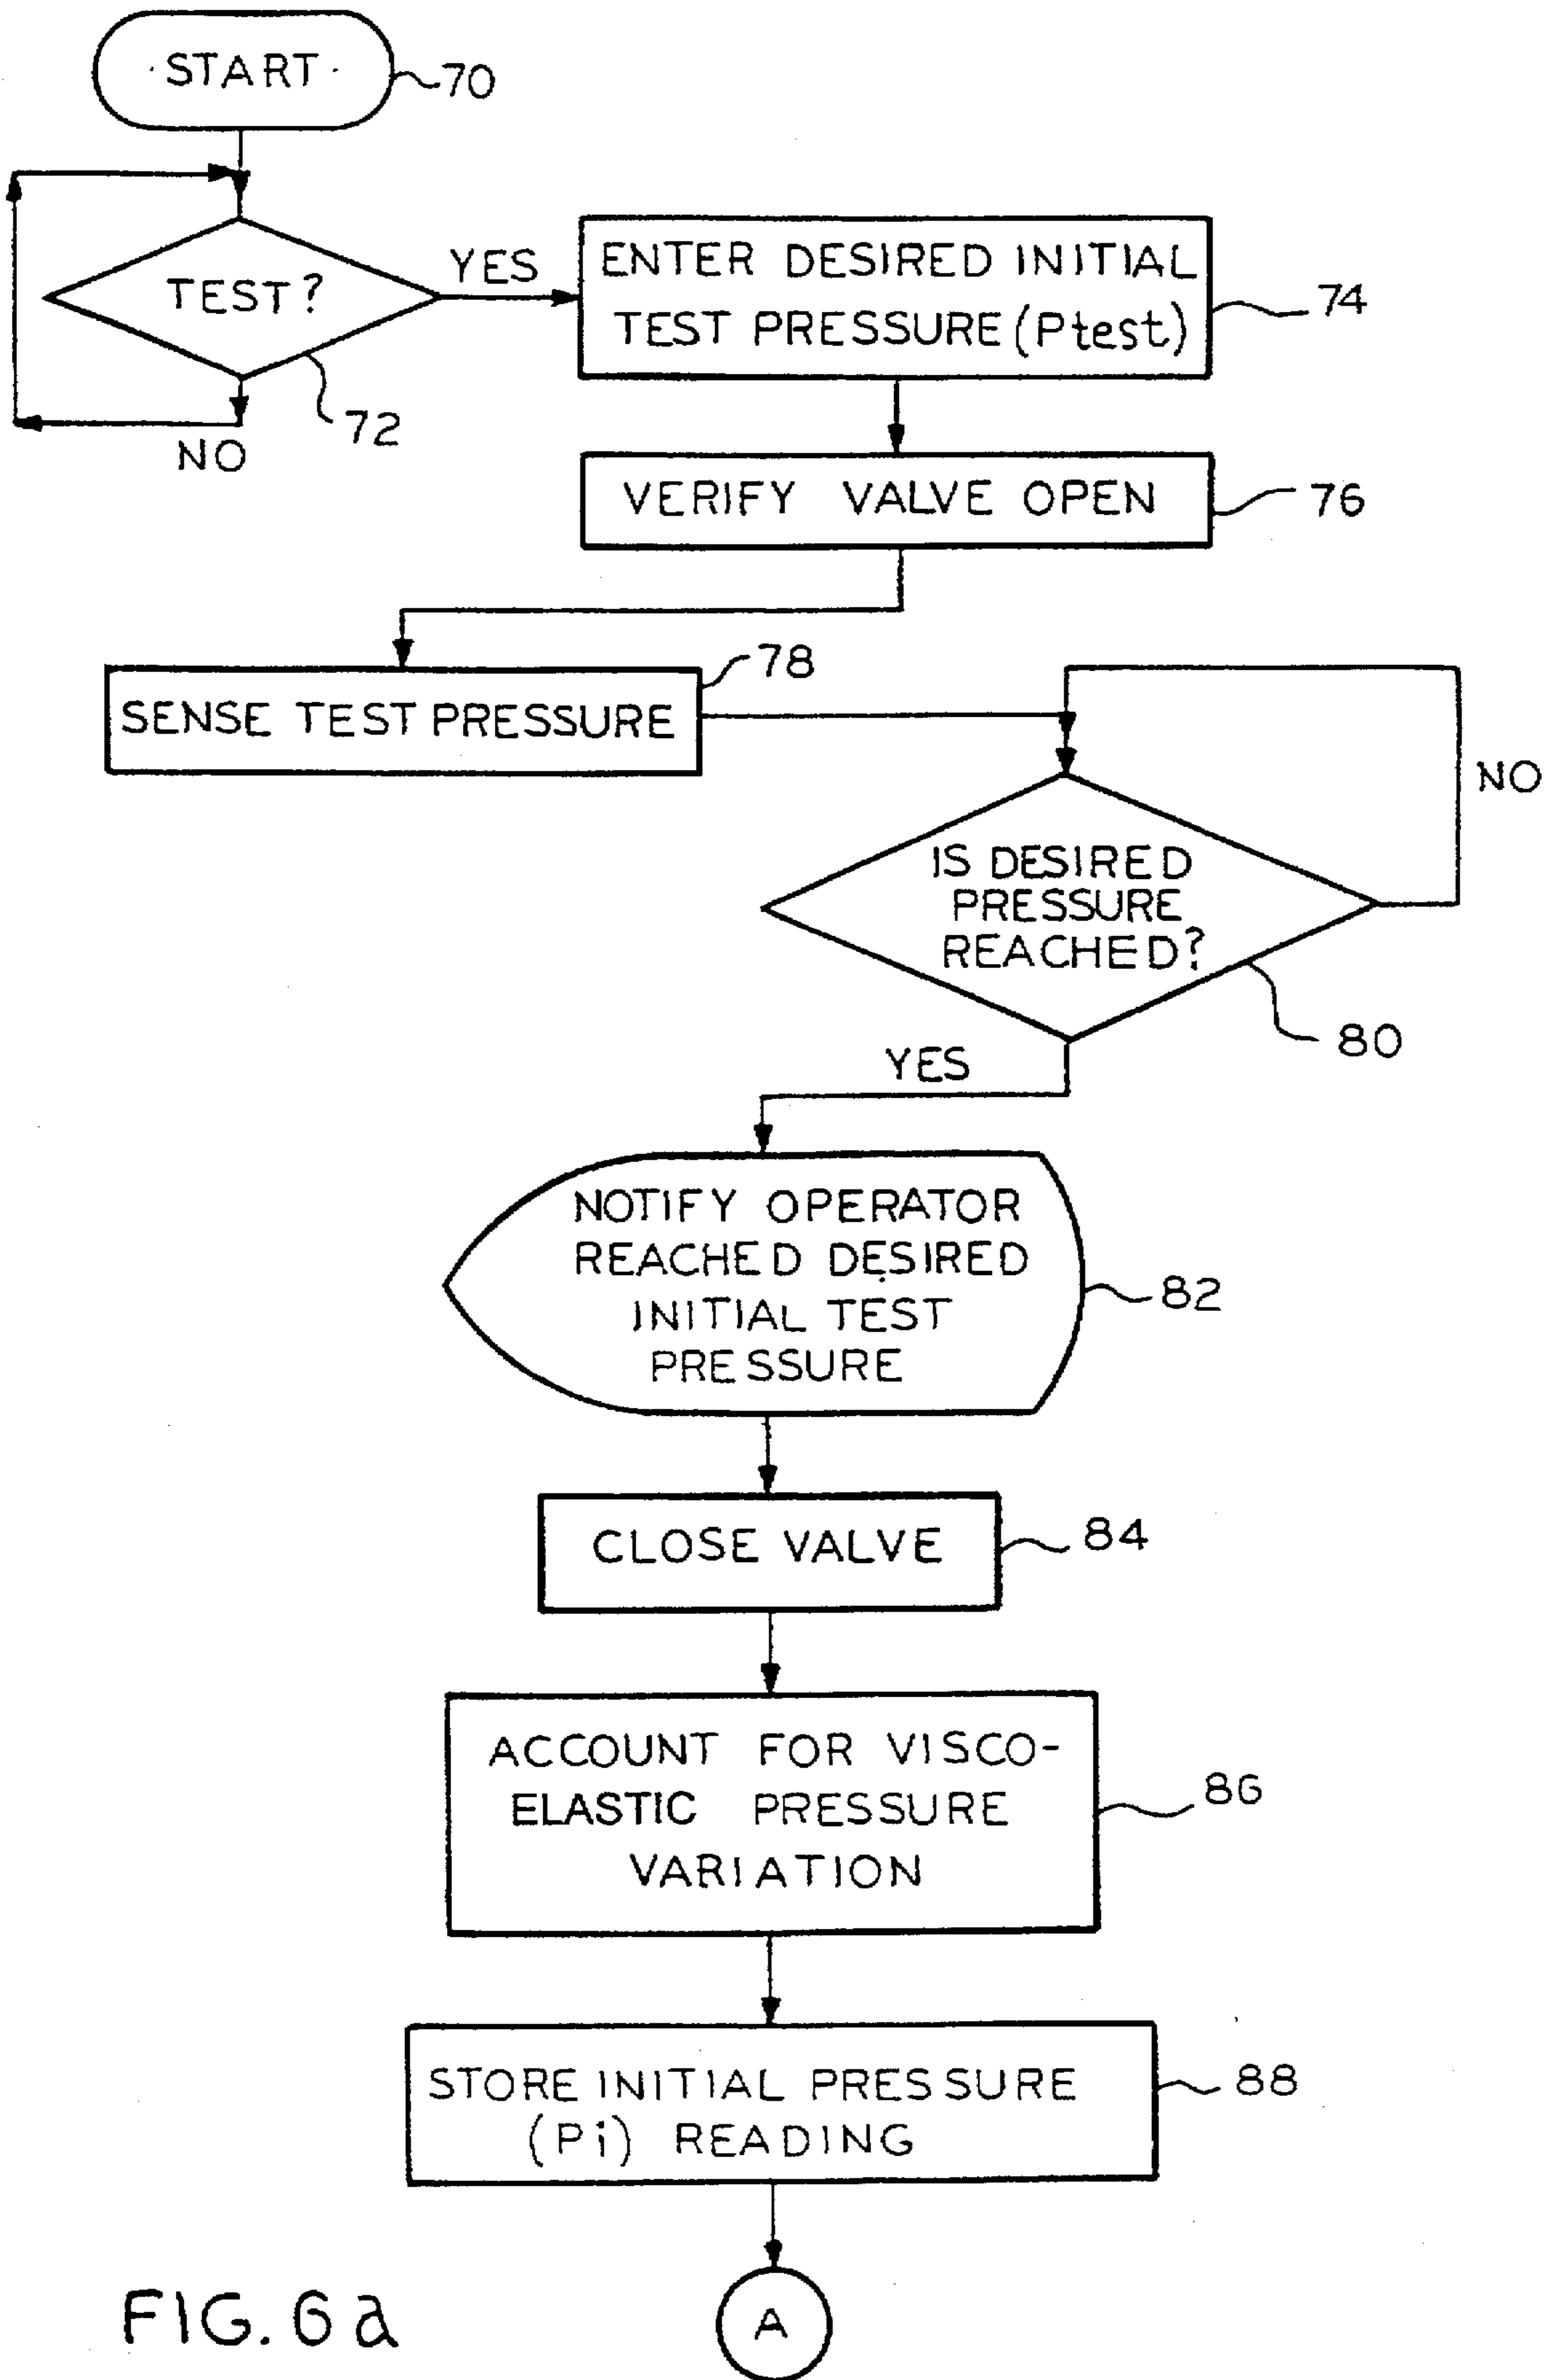 START
70
TEST?
YES
NO
72
ENTER DESIRED INITIAL
TEST PRESSURE (Ptest)
74
VERIFY VALVE OPEN
76
SENSE TEST PRESSURE
78
IS DESIRED
PRESSURE
REACHED?
NO
80
YES
NOTIFY OPERATOR
REACHED DESIRED
INITIAL TEST
PRESSURE
82
CLOSE VALVE
84
ACCOUNT FOR VISCO-
ELASTIC PRESSURE
VARIATION
86
STORE INITIAL PRESSURE
(Pi) READING
88
A
FIG. 6a